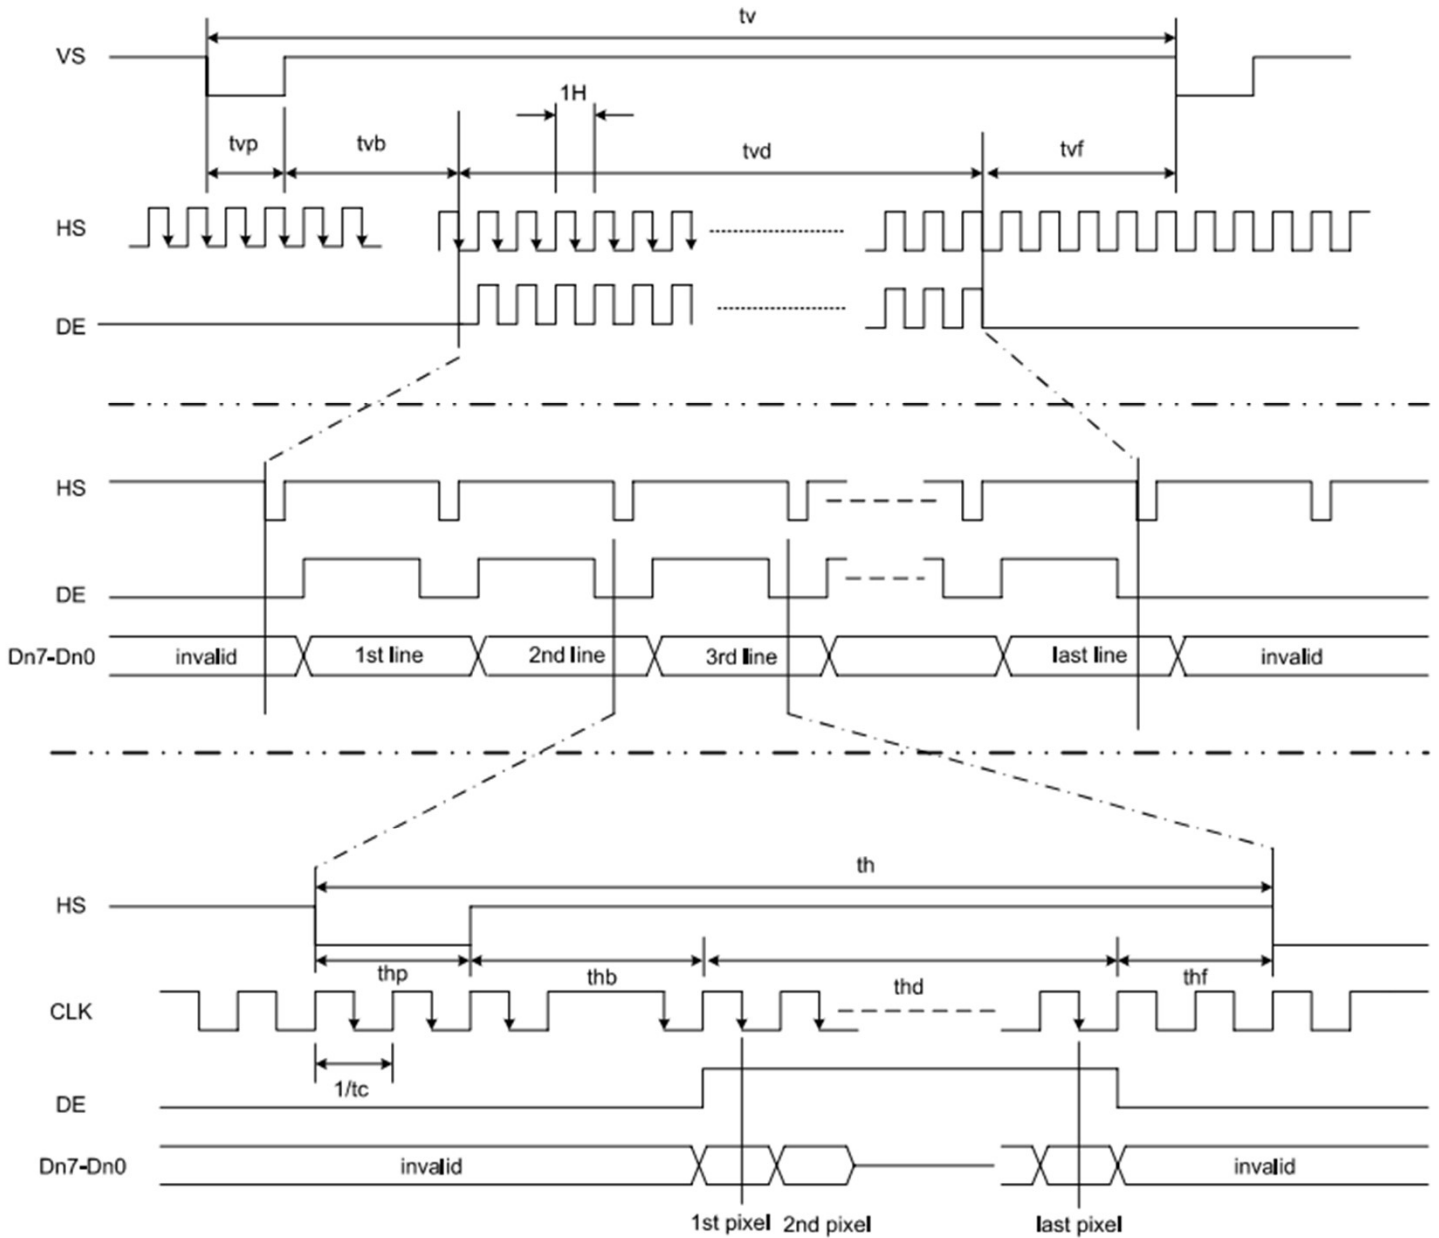 tv
VS
1H
tvp
tvb
tvd
tvf
HS
DE
HS
DE
Dn7-Dn0
invalid
1st line
2nd line
3rd line
last line
invalid
th
HS
thp
thb
thd
thf
CLK
1/tc
DE
Dn7-Dn0
invalid
invalid
1st pixel
2nd pixel
last pixel